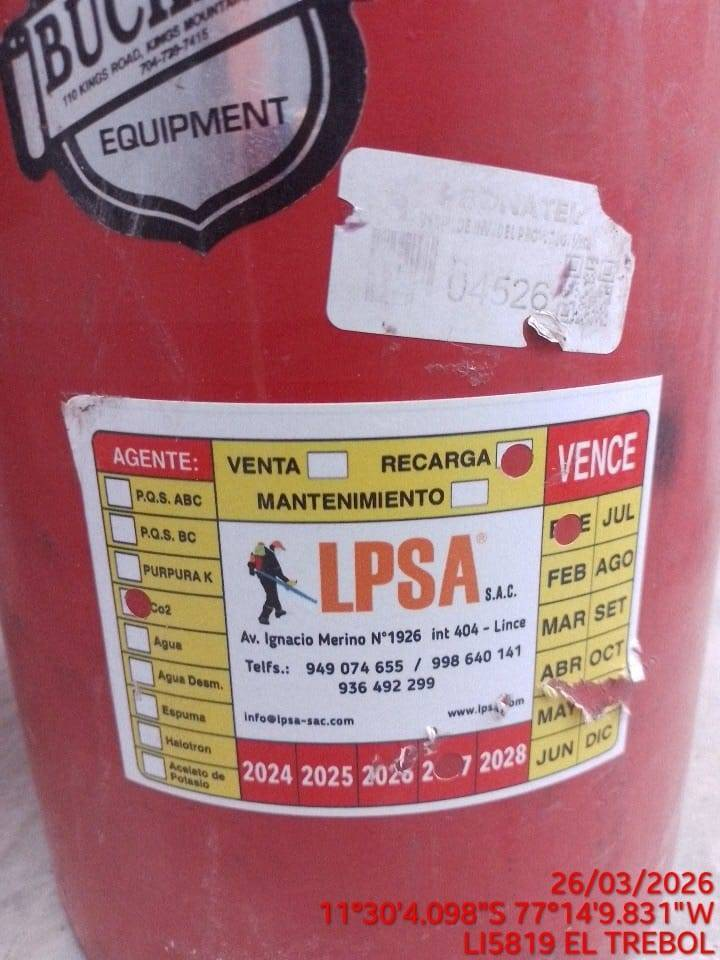 EQUIPMENT
110 KINGS ROAD, KINGS MOUNTAIN
704-739-7415
04526
AGENTE:
P.Q.S. ABC
P.Q.S. BC
PURPURA K
Co2
Agua
Agua Desm.
Espuma
Halotron
Acelato de
Potasio
VENTA RECARGA
MANTENIMIENTO
LPSA®
S.A.C.
Av. Ignacio Merino N°1926 int 404 - Lince
Telfs.: 949 074 655 / 998 640 141
936 492 299
info@lpsa-sac.com
2024 2025 2026 2028
VENCE
JUL
FEB AGO
MAR SET
ABR OCT
MAY
JUN DIC
26/03/2026
11°30'4.098"S 77°14'9.831"W
LI5819 EL TREBOL